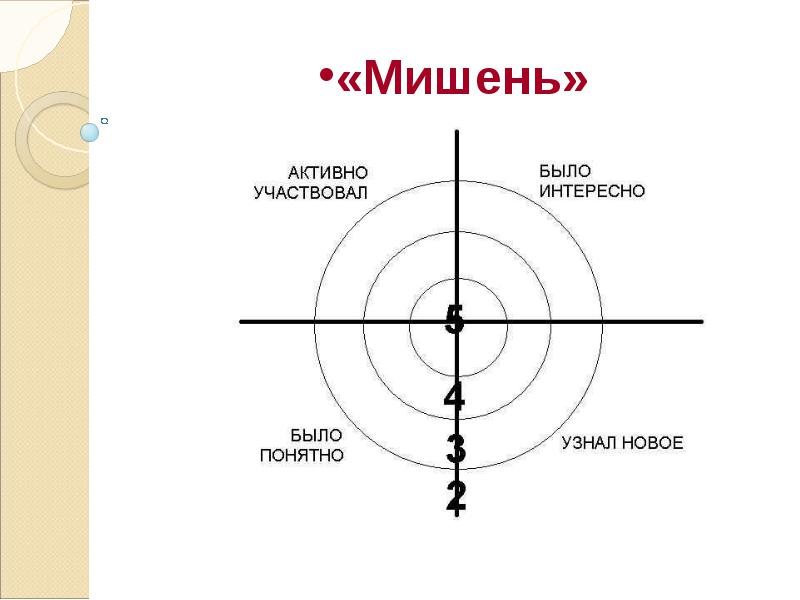 •«Мишень»
АКТИВНО
УЧАСТВОВАЛ
БЫЛО
ИНТЕРЕСНО
5
4
3
2
БЫЛО
ПОНЯТНО
УЗНАЛ НОВОЕ